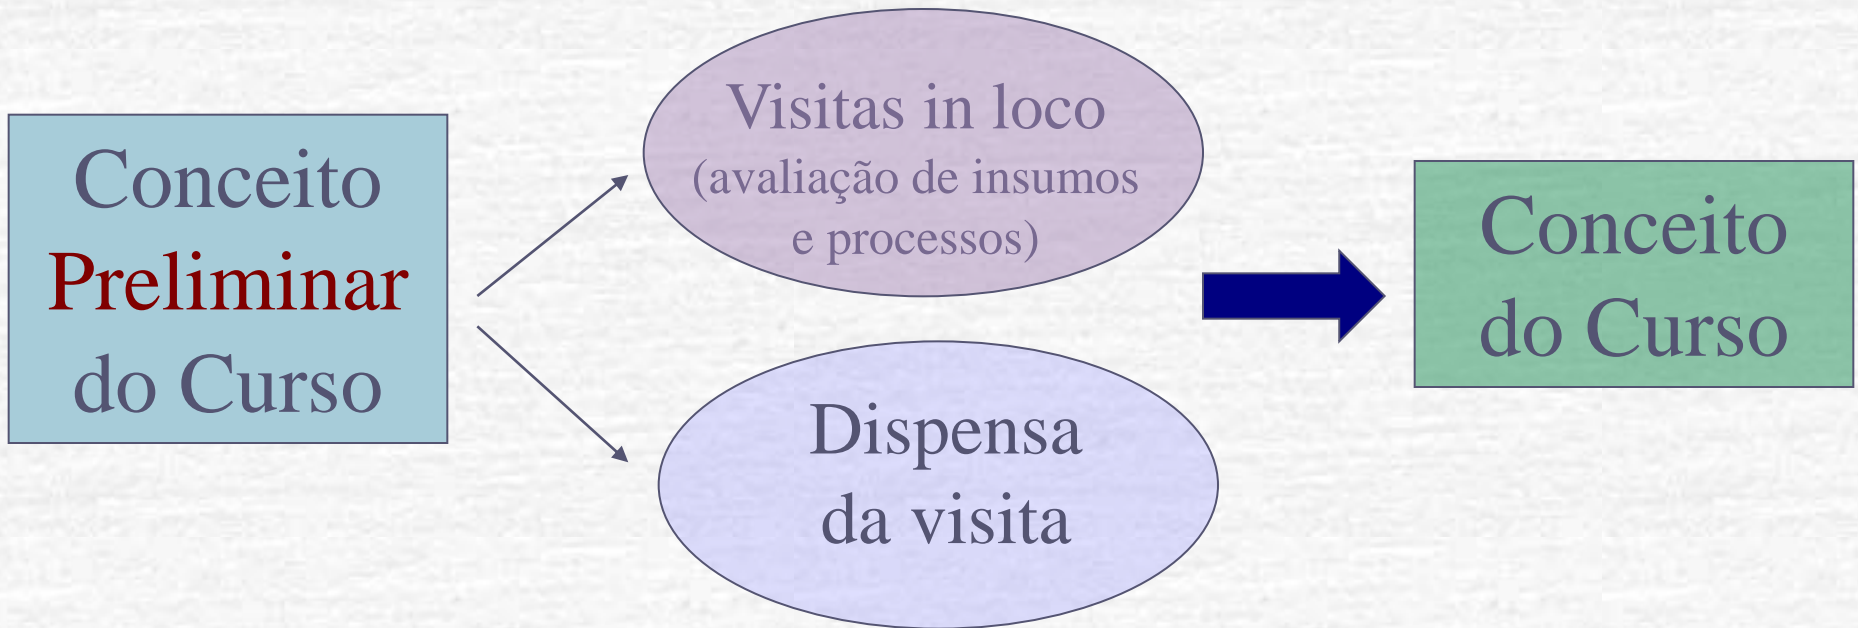 Conceito
Preliminar
do Curso
Visitas in loco
(avaliação de insumos
e processos)
Dispensa
da visita
Conceito
do Curso